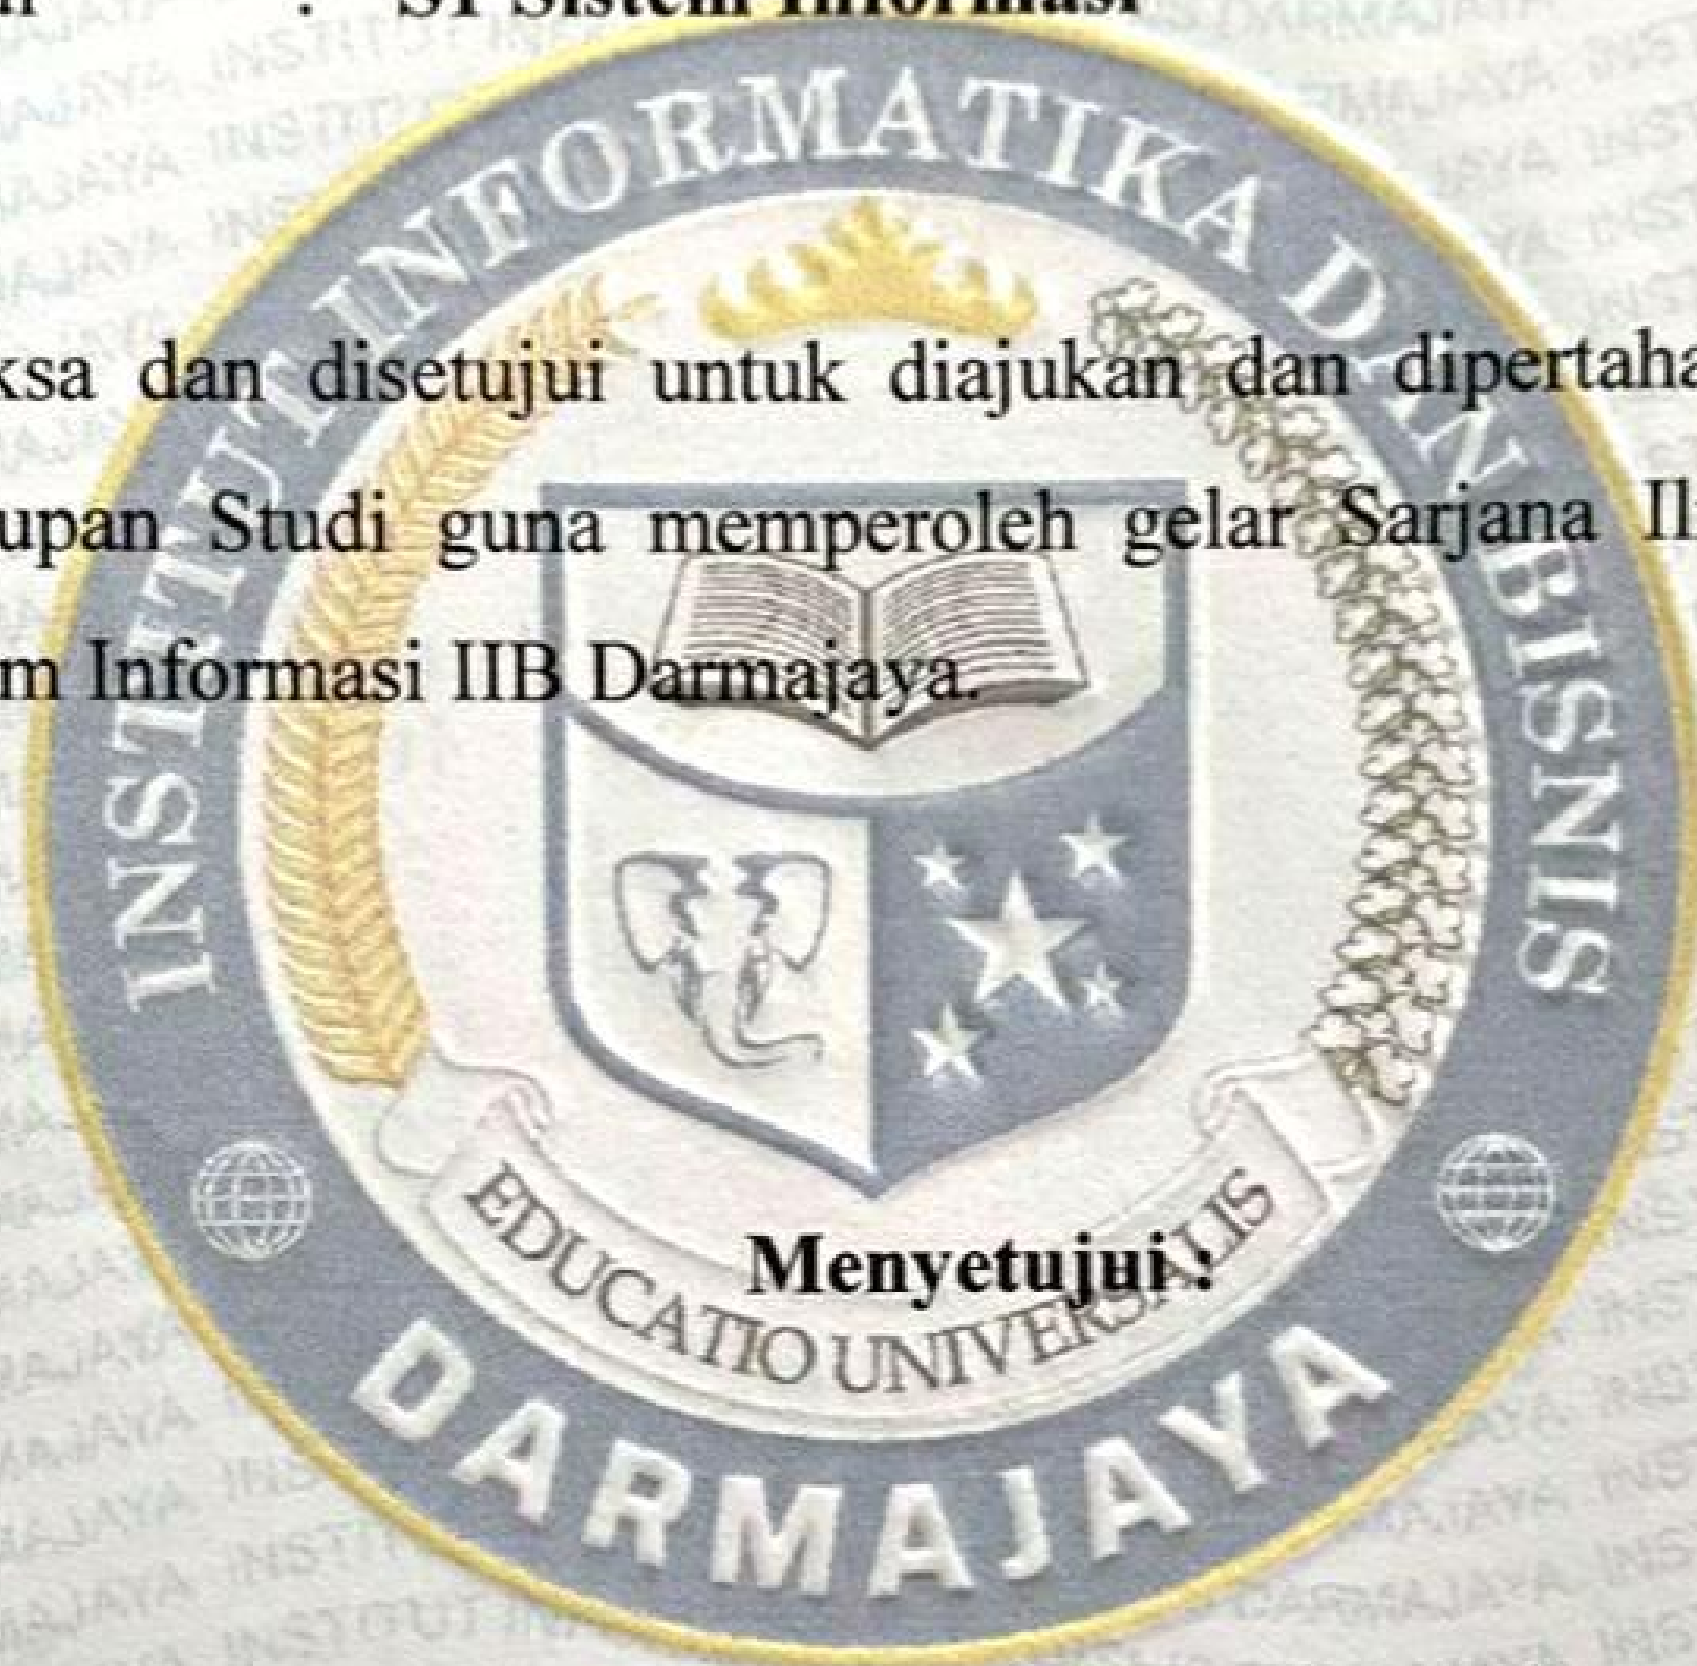 : S1 Sistem Informasi
INSTITUT INFORMATIKA DAN BISNIS
ksa dan disetujui untuk diajukan dan dipertaha
upan Studi guna memperoleh gelar Sarjana
m Informasi IIB Darmajaya.
Menyetujui :
EDUCATIO UNIVERSALIS
DARMAJAYA